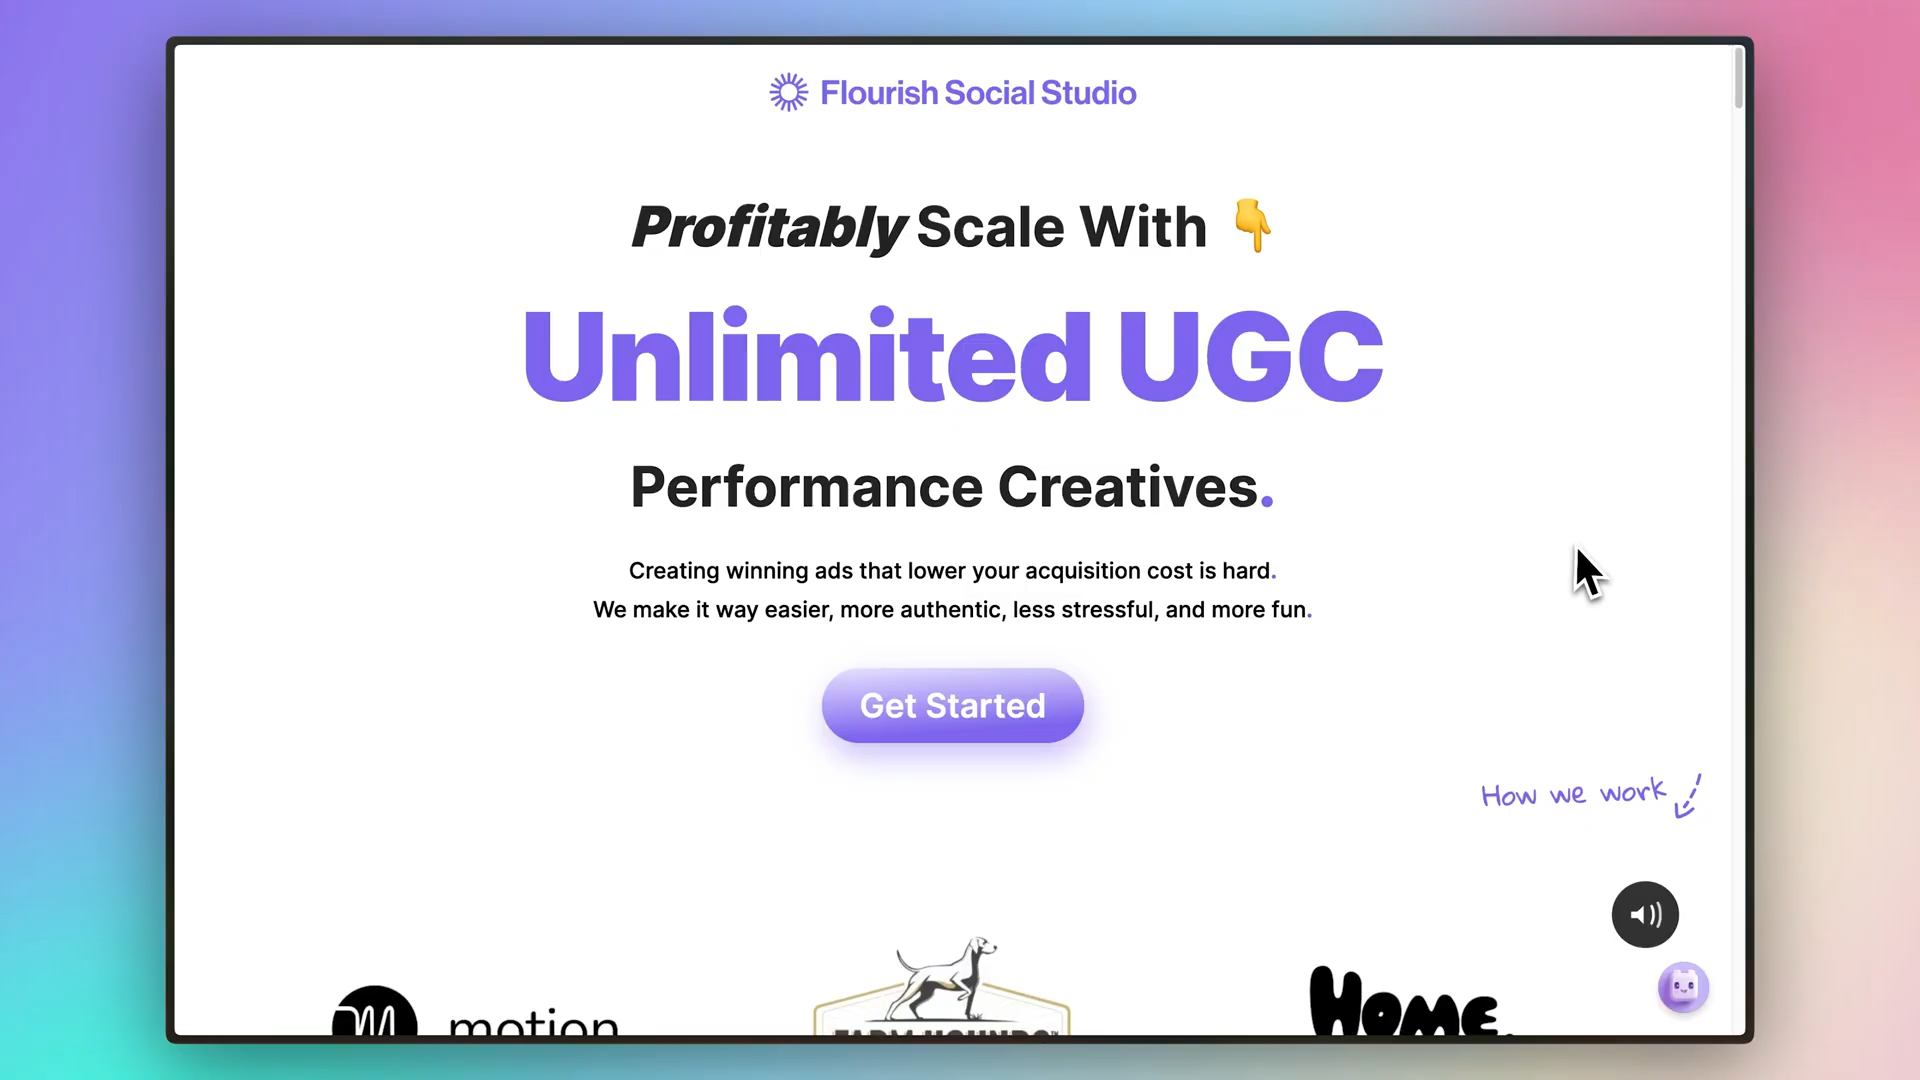 Flourish Social Studio
Profitably Scale With 👇
Unlimited UGC
Performance Creatives.
Creating winning ads that lower your acquisition cost is hard.
We make it way easier, more authentic, less stressful, and more fun.
Get Started
How we work
motion
FARM HOUNDS
HOME.